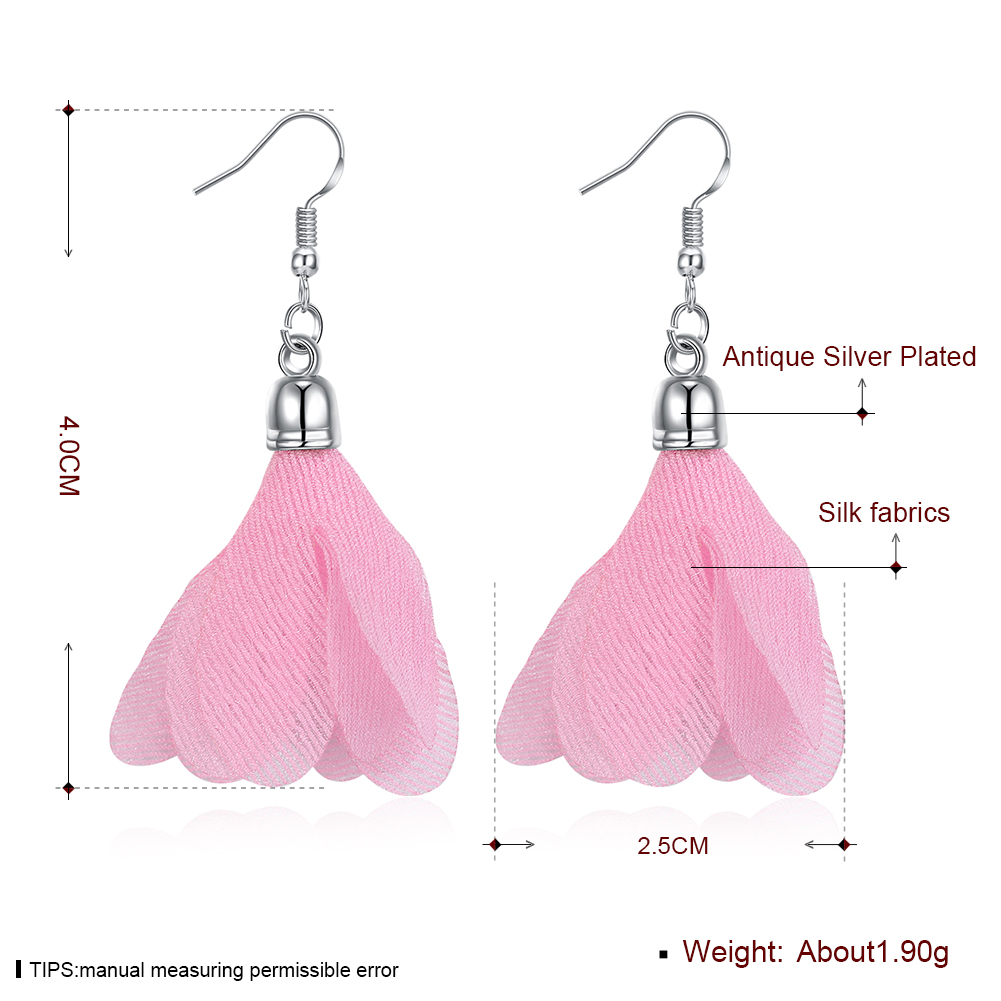 Antique Silver Plated
4.0CM
Silk fabrics
2.5CM
▪ Weight: About1.90g
TIPS:manual measuring permissible error